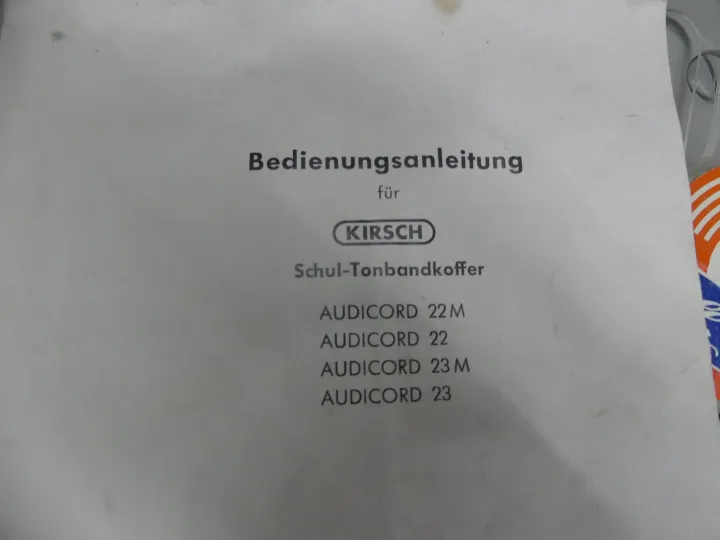 Bedienungsanleitung
für
KIRSCH
Schul-Tonbandkoffer
AUDICORD 22M
AUDICORD 22
AUDICORD 23M
AUDICORD 23